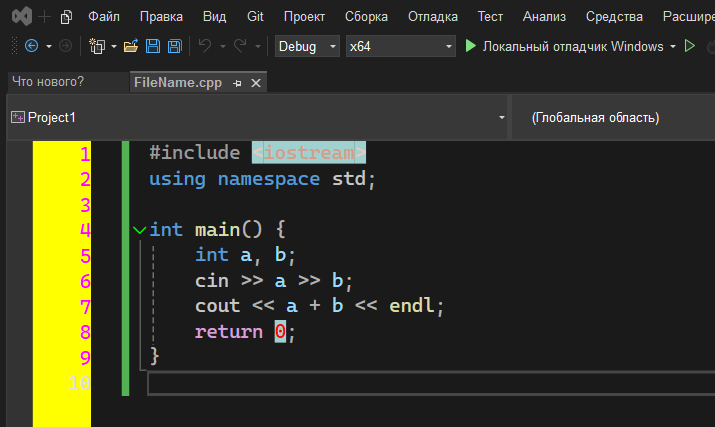 Файл Правка Вид Git Проект Сборка Отладка Тест Анализ Средства Расшире
Debug x64 Локальный отладчик Windows
Что нового? FileName.cpp
Project1 (Глобальная область)
1 #include <iostream>
2 using namespace std;
3
4 int main() {
5 int a, b;
6 cin >> a >> b;
7 cout << a + b << endl;
8 return 0;
9 }
10